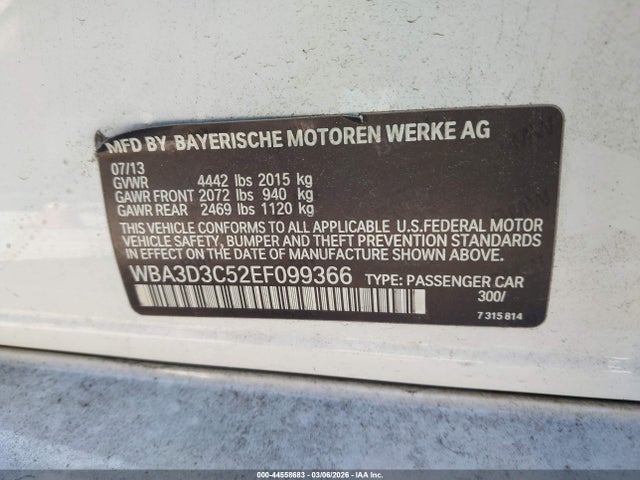 MFD BY BAYERISCHE MOTOREN WERKE AG
07/13
GVWR 4442 lbs 2015 kg
GAWR FRONT 2072 lbs 940 kg
GAWR REAR 2469 lbs 1120 kg
THIS VEHICLE CONFORMS TO ALL APPLICABLE U.S.FEDERAL MOTOR
VEHICLE SAFETY, BUMPER AND THEFT PREVENTION STANDARDS
IN EFFECT ON THE DATE OF MANUFACTURE SHOWN ABOVE.
WBA3D3C52EF099366 TYPE: PASSENGER CAR
300/
7 315 814
000-44558683 - 03/06/2026 - IAA Inc.